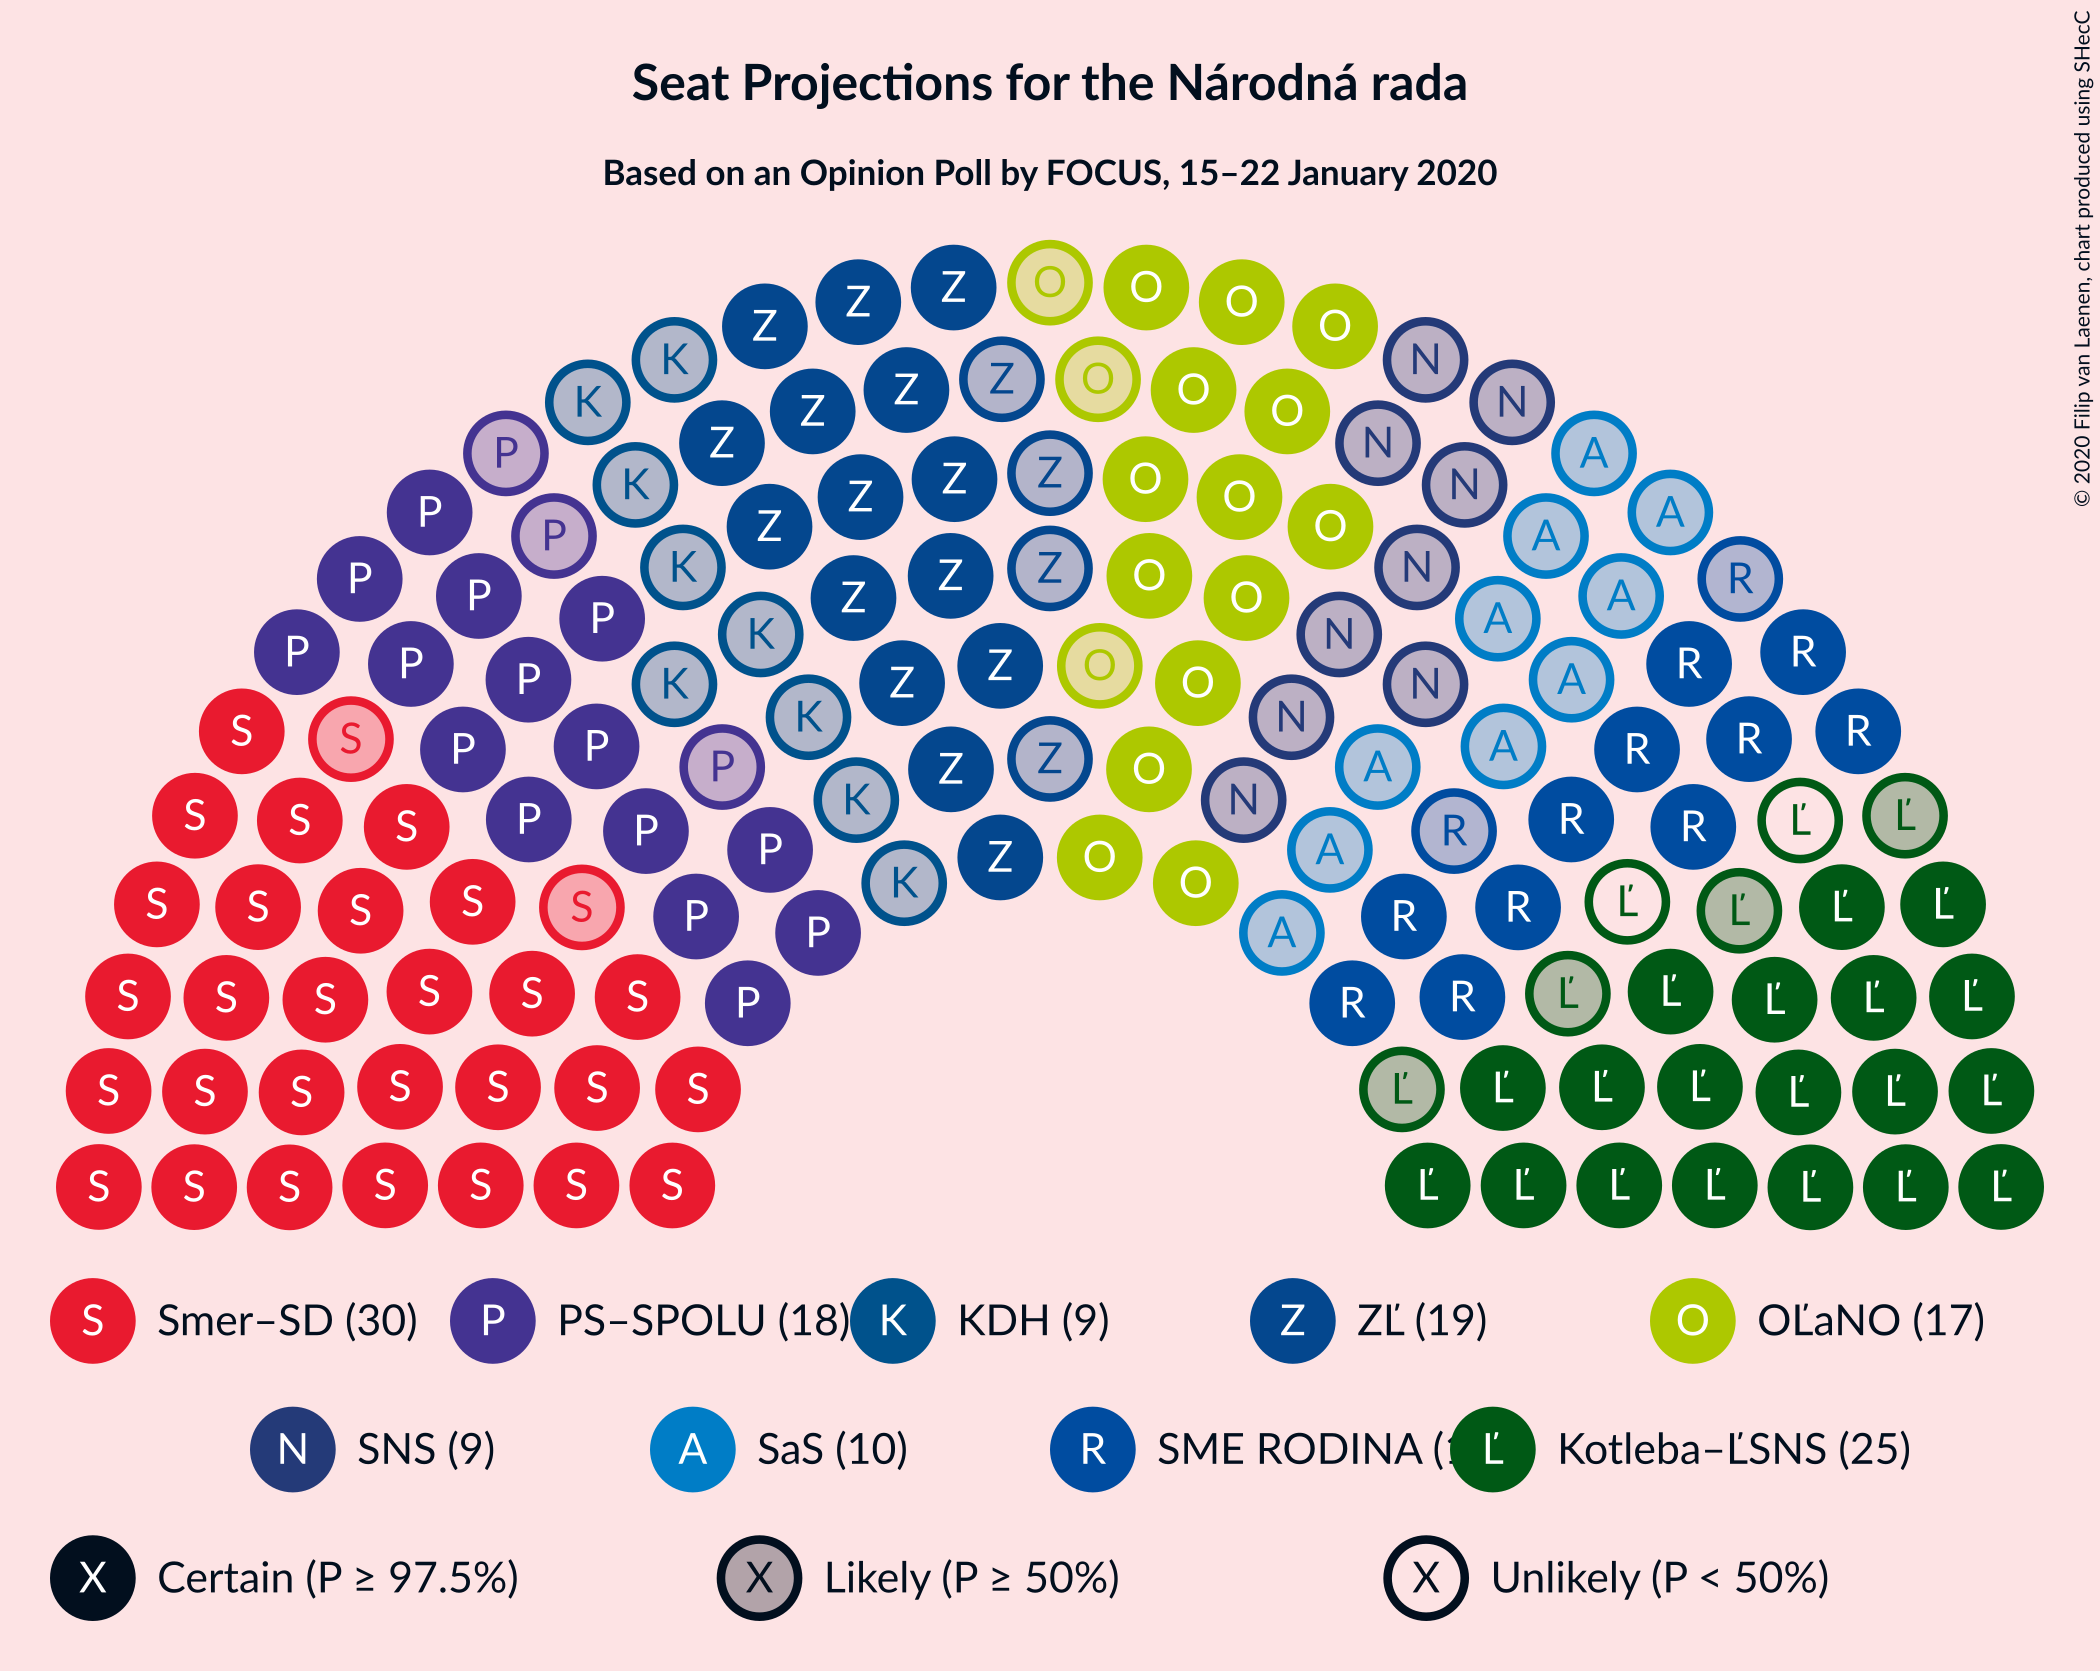 Seat Projections for the Národná rada
Based on an Opinion Poll by FOCUS, 15–22 January 2020
© 2020 Filip van Laenen, chart produced using SHecC
O
Z O
Z O
Z O
K N
K N
Z O
Z O
Z O
Z O
P A
N N
K N
Z O
Z O
Z O
P A
P A
K N
Z O
Z O
P R
P A
P A
P A
K N
P R
Z O
P R
Z O
P A
K N
S R
S R
P A
P R
P A
Z O
K N
S Ľ
S Ľ
P R
S R
P R
P A
Z O
K N
S Ľ
S Ľ
S Ľ
S Ľ
S Ľ
P R
P A
S Ľ
S Ľ
S Ľ
S Ľ
S Ľ
S Ľ
P R
S Ľ
S Ľ
S Ľ
S Ľ
S Ľ
S Ľ
S Ľ
S S S S S S S Ľ Ľ Ľ Ľ Ľ Ľ Ľ
S Smer–SD (30) P PS–SPOLU (18) K KDH (9) Z ZĽ (19) O OĽaNO (17)
N SNS (9) A SaS (10) R SME RODINA ( Ľ Kotleba–ĽSNS (25)
X Certain (P ≥ 97.5%) X Likely (P ≥ 50%) X Unlikely (P < 50%)